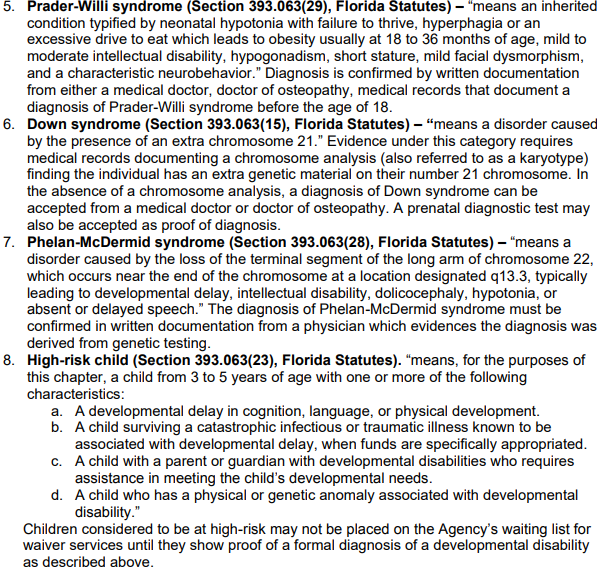 5. Prader-Willi syndrome (Section 393.063(29), Florida Statutes) – “means an inherited
condition typified by neonatal hypotonia with failure to thrive, hyperphagia or an
excessive drive to eat which leads to obesity usually at 18 to 36 months of age, mild to
moderate intellectual disability, hypogonadism, short stature, mild facial dysmorphism,
and a characteristic neurobehavior.” Diagnosis is confirmed by written documentation
from either a medical doctor, doctor of osteopathy, medical records that document a
diagnosis of Prader-Willi syndrome before the age of 18.
6. Down syndrome (Section 393.063(15), Florida Statutes) – “means a disorder caused
by the presence of an extra chromosome 21.” Evidence under this category requires
medical records documenting a chromosome analysis (also referred to as a karyotype)
finding the individual has an extra genetic material on their number 21 chromosome. In
the absence of a chromosome analysis, a diagnosis of Down syndrome can be
accepted from a medical doctor or doctor of osteopathy. A prenatal diagnostic test may
also be accepted as proof of diagnosis.
7. Phelan-McDermid syndrome (Section 393.063(28), Florida Statutes) – “means a
disorder caused by the loss of the terminal segment of the long arm of chromosome 22,
which occurs near the end of the chromosome at a location designated q13.3, typically
leading to developmental delay, intellectual disability, dolicocephaly, hypotonia, or
absent or delayed speech.” The diagnosis of Phelan-McDermid syndrome must be
confirmed in written documentation from a physician which evidences the diagnosis was
derived from genetic testing.
8. High-risk child (Section 393.063(23), Florida Statutes). “means, for the purposes of
this chapter, a child from 3 to 5 years of age with one or more of the following
characteristics:
a. A developmental delay in cognition, language, or physical development.
b. A child surviving a catastrophic infectious or traumatic illness known to be
associated with developmental delay, when funds are specifically appropriated.
c. A child with a parent or guardian with developmental disabilities who requires
assistance in meeting the child’s developmental needs.
d. A child who has a physical or genetic anomaly associated with developmental
disability.”
Children considered to be at high-risk may not be placed on the Agency’s waiting list for
waiver services until they show proof of a formal diagnosis of a developmental disability
as described above.